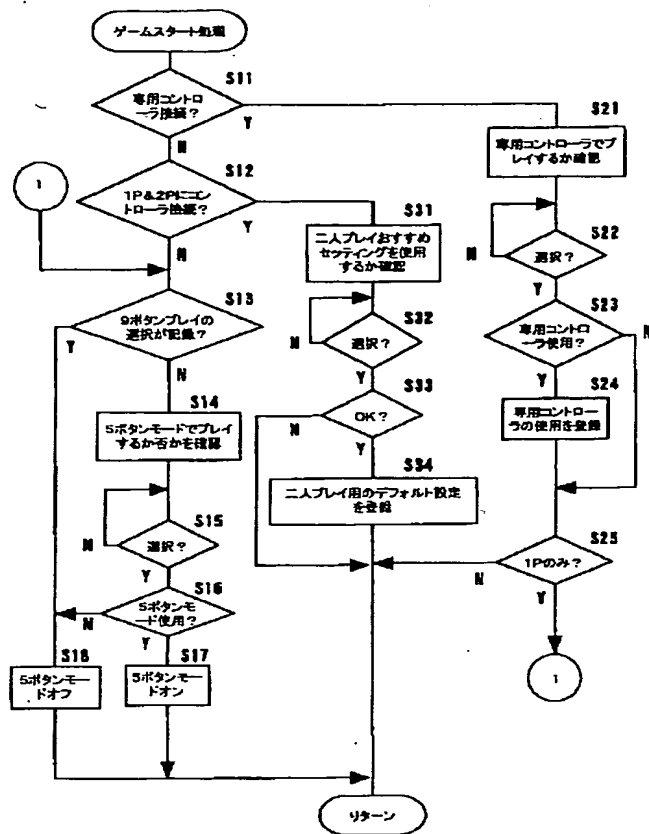 ゲームスタート処理
S11
専用コントロ
ーラ接続？
Y
N
S12
1P&2Pにコン
トローラ接続？
Y
N
1
S13
9ボタンプレイの
選択が記録？
Y
N
S14
5ボタンモードでプレイ
するか否かを確認
S15
選択？
N
Y
S16
5ボタンモ
ード使用？
N
Y
S18
5ボタンモー
ドオフ
S17
5ボタンモー
ドオン
S31
二人プレイおすすめ
セッティングを使用
するか確認
S32
選択？
N
Y
S33
OK？
N
Y
S34
二人プレイ用のデフォルト設定
を登録
S21
専用コントローラでプ
レイするか確認
S22
選択？
N
Y
S23
専用コントロ
ーラ使用？
N
Y
S24
専用コントロー
ラの使用を登録
S25
1Pのみ？
N
Y
1
リターン